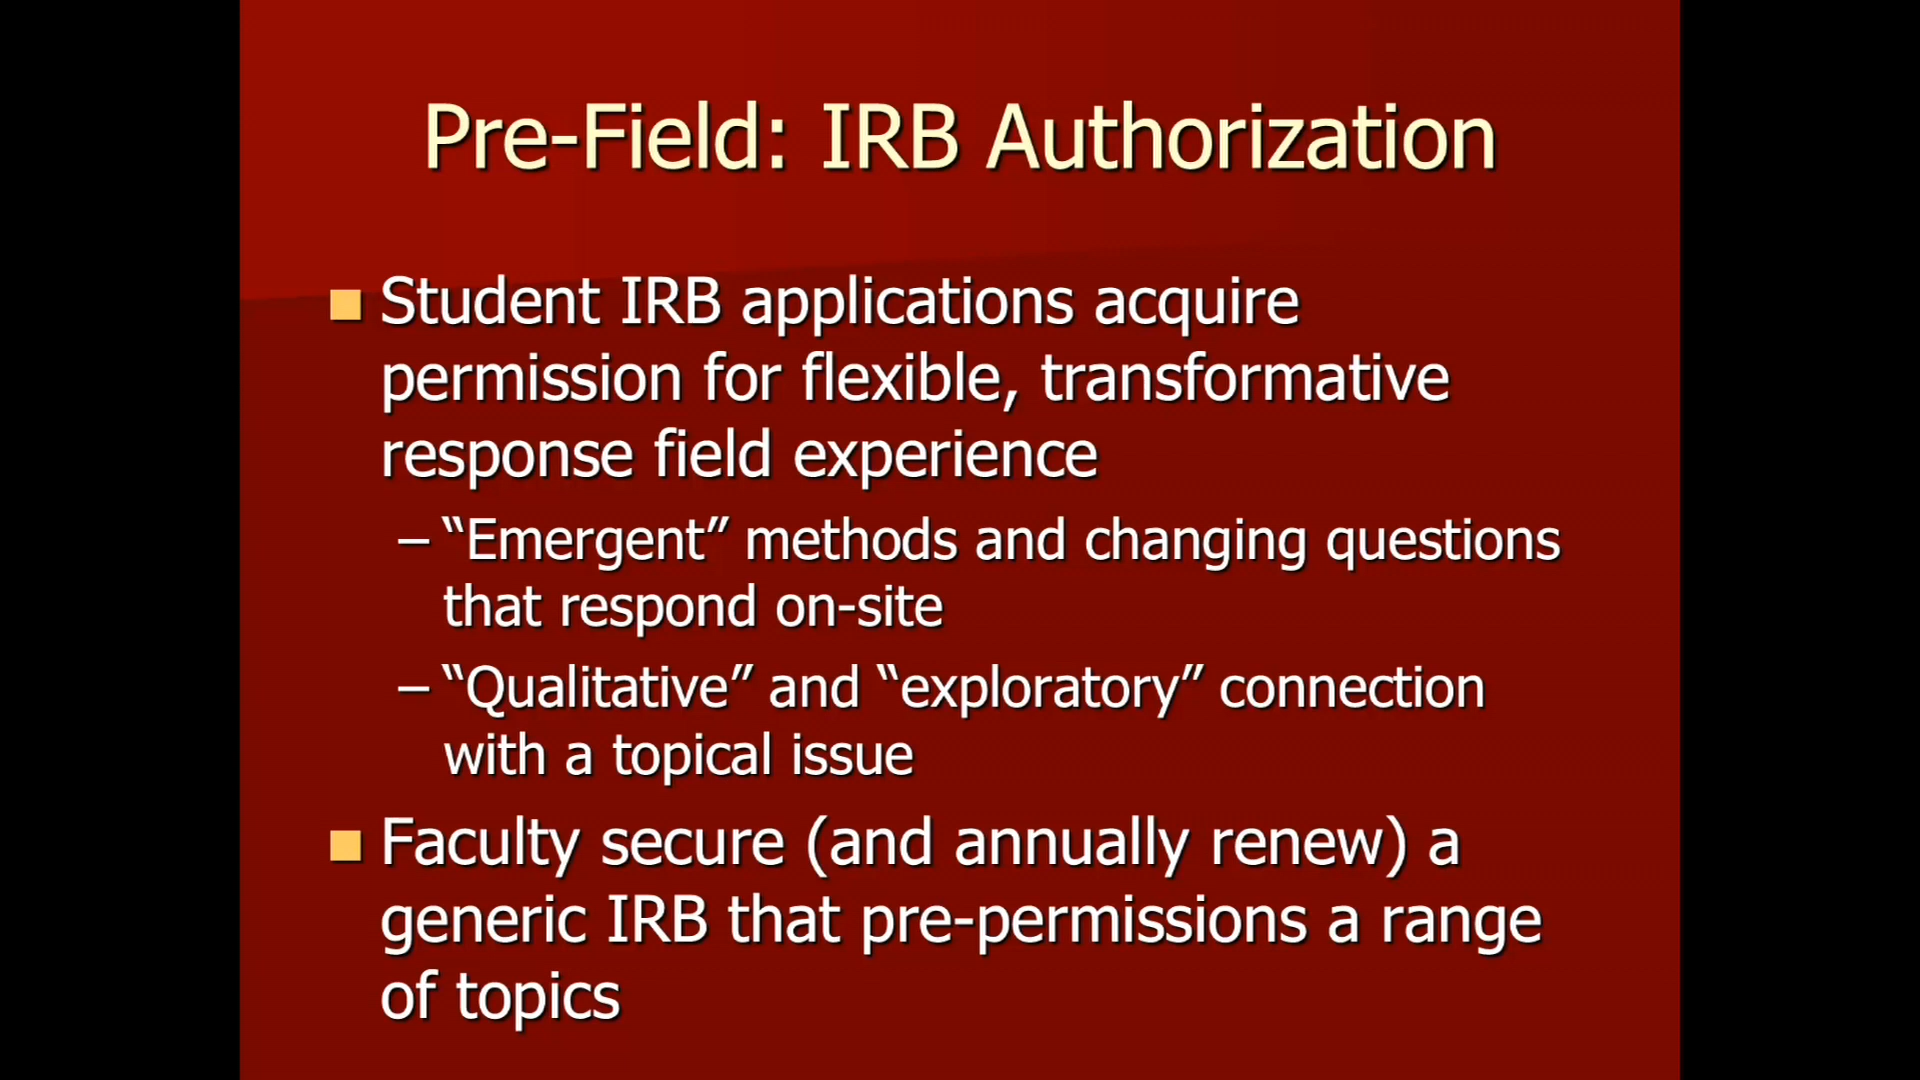 Pre-Field: IRB Authorization
Student IRB applications acquire
permission for flexible, transformative
response field experience
– “Emergent” methods and changing questions
that respond on-site
– “Qualitative” and “exploratory” connection
with a topical issue
Faculty secure (and annually renew) a
generic IRB that pre-permissions a range
of topics